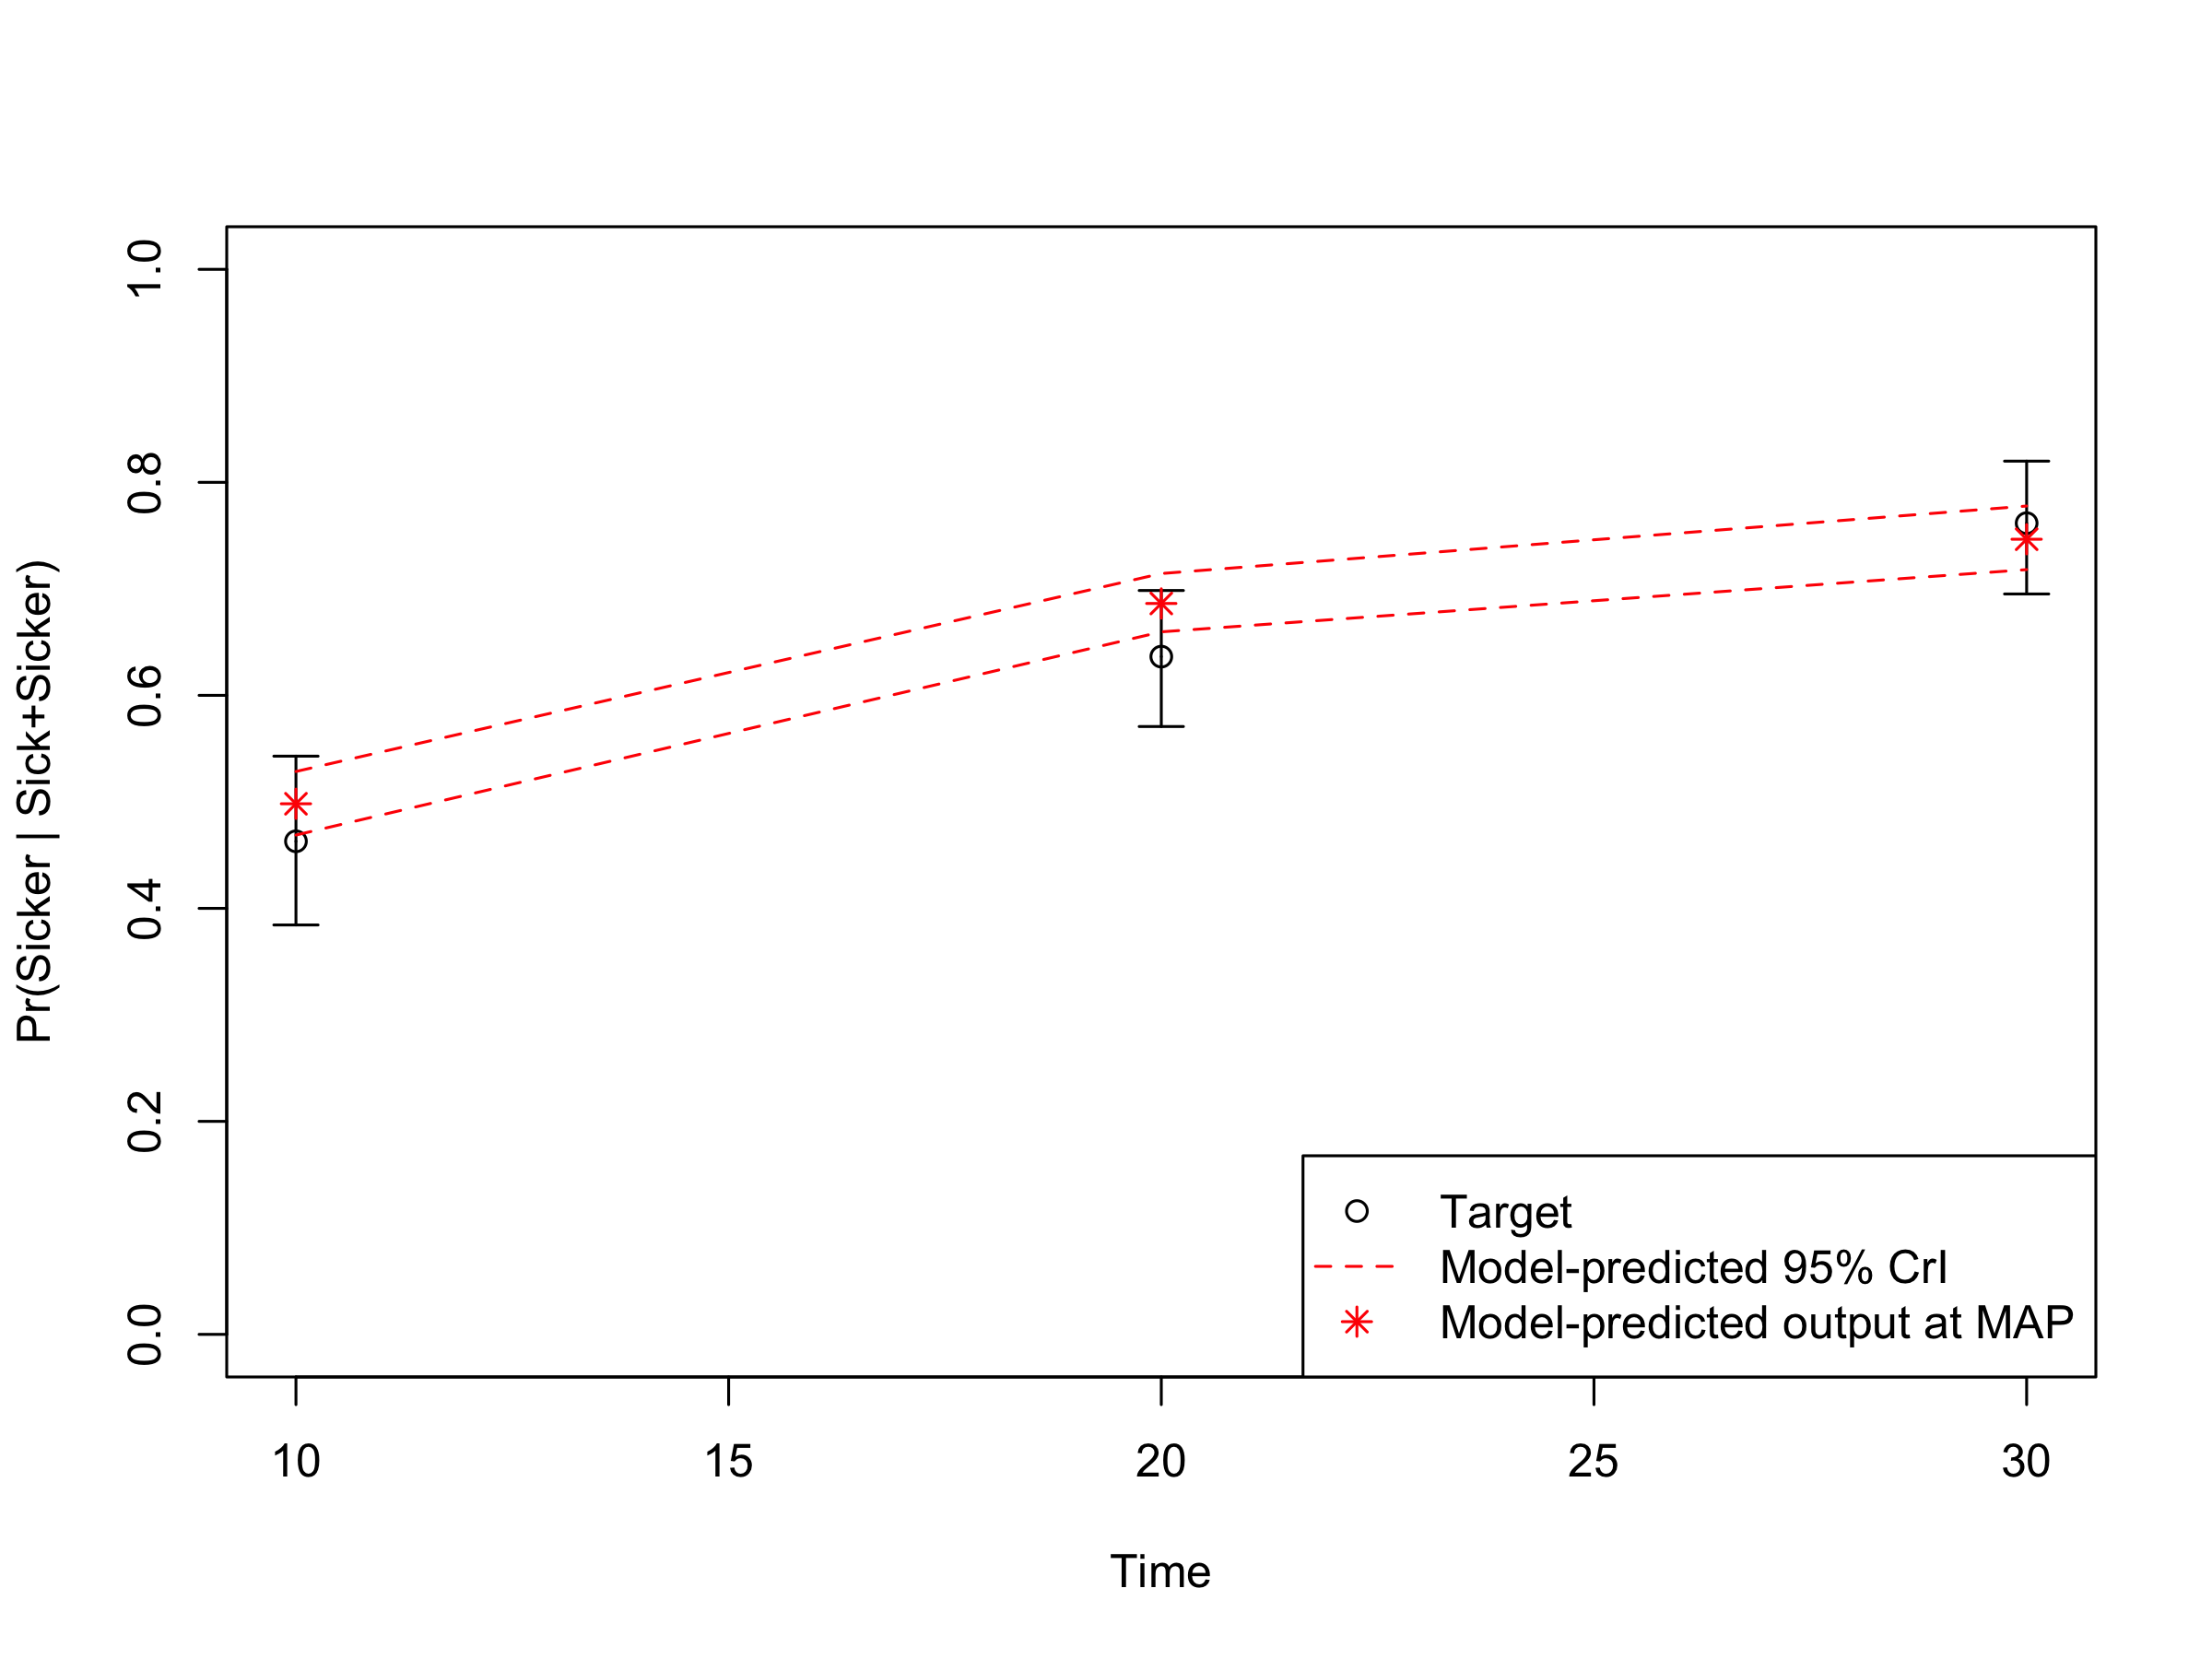 Pr(Sicker | Sick+Sicker)
1.0
0.8
0.6
0.4
0.2
0.0
Target
Model-predicted 95% CrI
Model-predicted output at MAP
10 15 20 25 30
Time